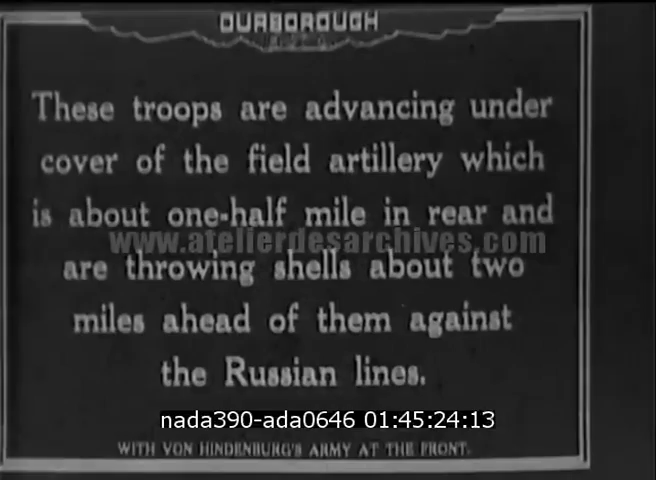 DURBOROUGH
These troops are advancing under
cover of the field artillery which
is about one-half mile in rear and
www.atelierdesarchives.com
are throwing shells about two
miles ahead of them against
the Russian lines.
nada390-ada0646 01:45:24:13
WITH VON HINDENBURG'S ARMY AT THE FRONT.